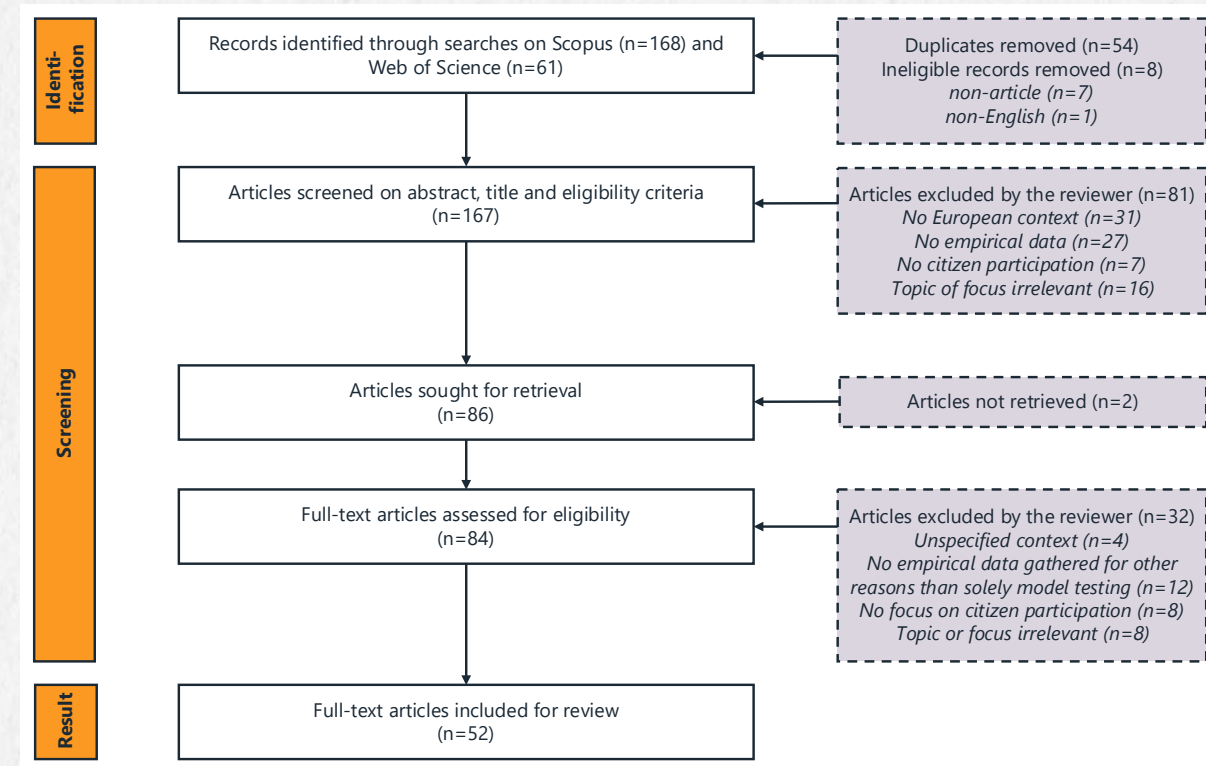 Identi-
fication
Records identified through searches on Scopus (n=168) and
Web of Science (n=61)
Duplicates removed (n=54)
Ineligible records removed (n=8)
non-article (n=7)
non-English (n=1)
Screening
Articles screened on abstract, title and eligibility criteria
(n=167)
Articles excluded by the reviewer (n=81)
No European context (n=31)
No empirical data (n=27)
No citizen participation (n=7)
Topic of focus irrelevant (n=16)
Articles sought for retrieval
(n=86)
Articles not retrieved (n=2)
Full-text articles assessed for eligibility
(n=84)
Articles excluded by the reviewer (n=32)
Unspecified context (n=4)
No empirical data gathered for other
reasons than solely model testing (n=12)
No focus on citizen participation (n=8)
Topic or focus irrelevant (n=8)
Result
Full-text articles included for review
(n=52)